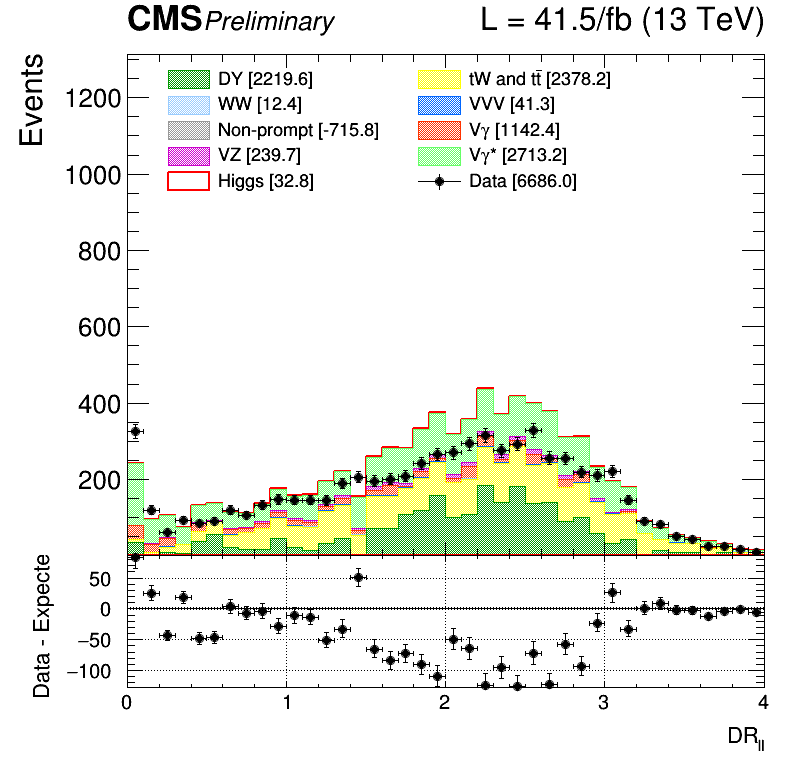 CMS Preliminary L = 41.5/fb (13 TeV)
Events
1200
1000
800
600
400
200
DY [2219.6]
tW and tt̄ [2378.2]
WW [12.4]
VVV [41.3]
Non-prompt [-715.8]
Vγ [1142.4]
VZ [239.7]
Vγ* [2713.2]
Higgs [32.8]
Data [6686.0]
Data - Expecte
50
0
−50
−100
0 1 2 3 4
DR_ll